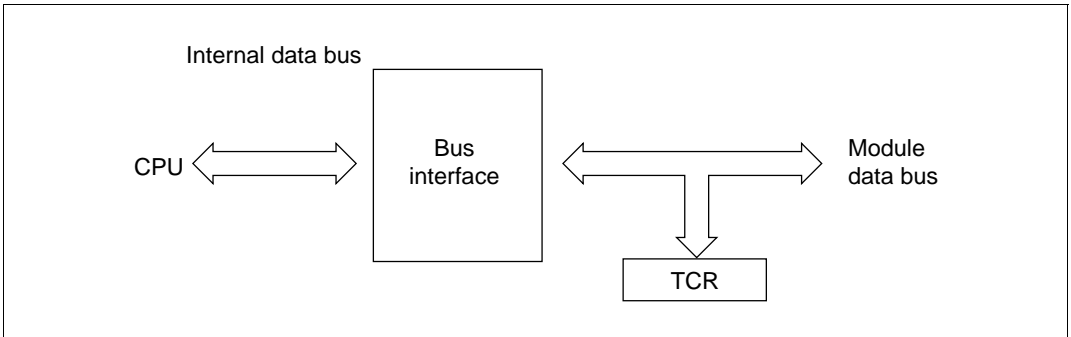 Internal data bus
CPU
Bus
interface
Module
data bus
TCR